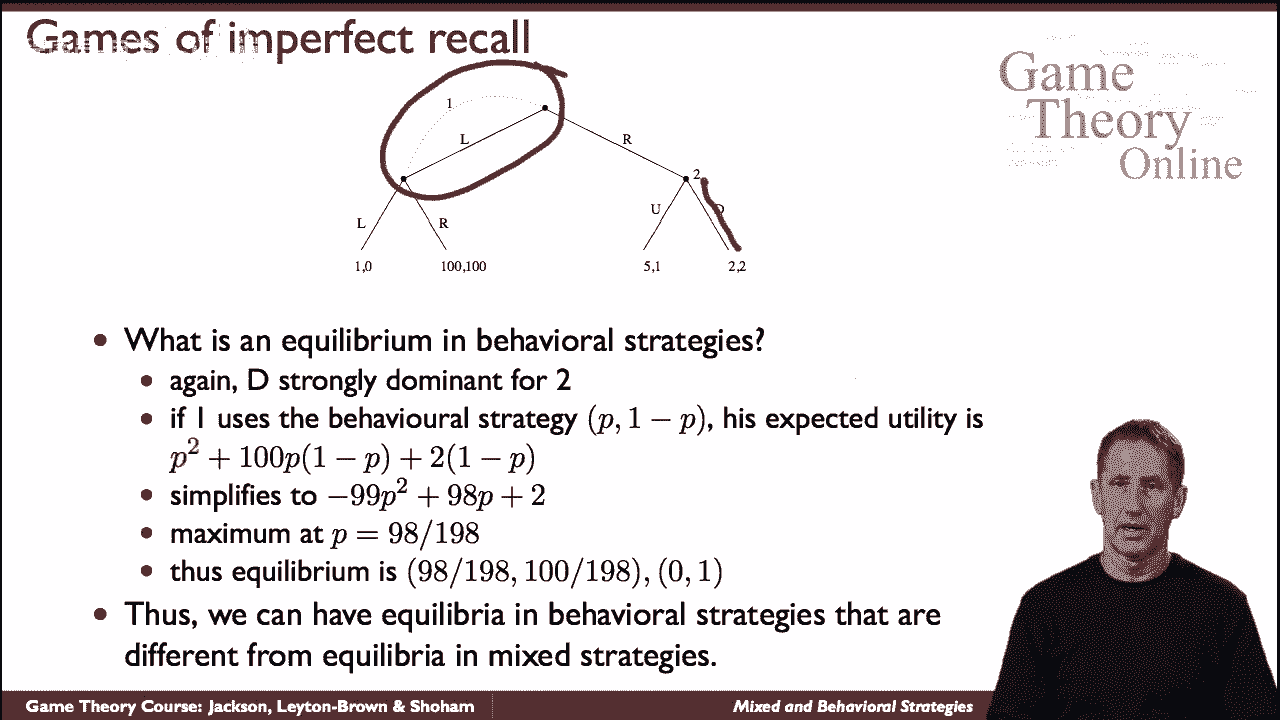 Games of imperfect recall
Game
Theory
Online
1
L
R
2
L
R
U
D
1,0
100,100
5,1
2,2
• What is an equilibrium in behavioral strategies?
• again, D strongly dominant for 2
• if 1 uses the behavioural strategy (p, 1 − p), his expected utility is
p² + 100p(1 − p) + 2(1 − p)
• simplifies to −99p² + 98p + 2
• maximum at p = 98/198
• thus equilibrium is (98/198, 100/198), (0, 1)
• Thus, we can have equilibria in behavioral strategies that are
different from equilibria in mixed strategies.
Game Theory Course: Jackson, Leyton-Brown & Shoham
Mixed and Behavioral Strategies